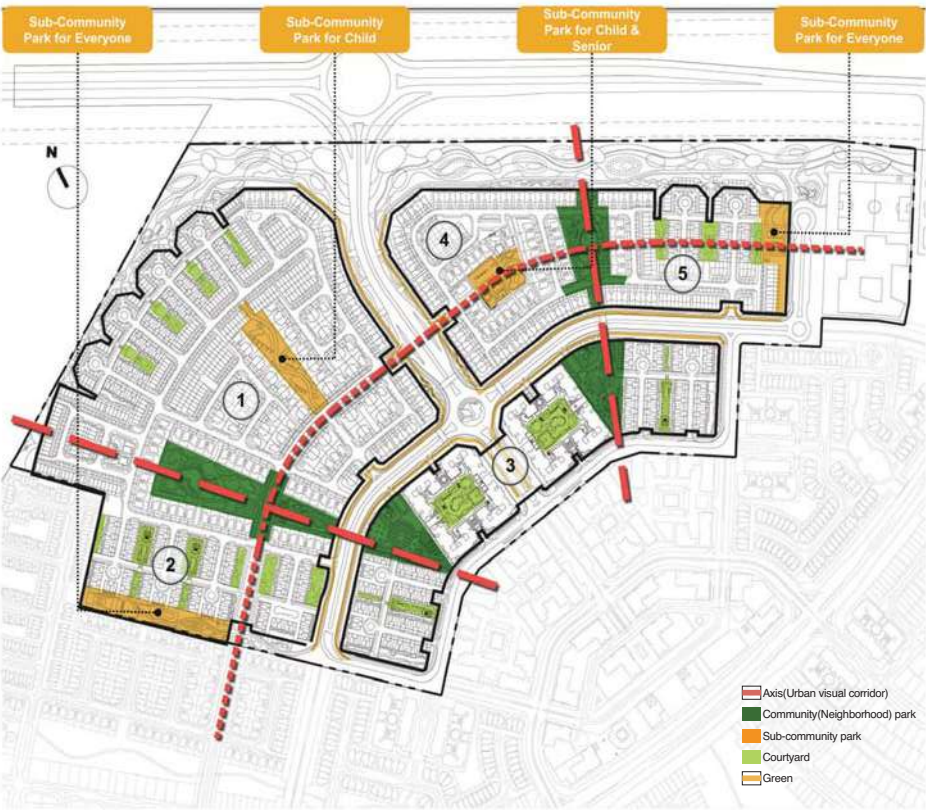 Sub-Community
Park for Everyone
Sub-Community
Park for Child
Sub-Community
Park for Child &
Senior
Sub-Community
Park for Everyone
N
4
5
1
3
2
Axis(Urban visual corridor)
Community(Neighborhood) park
Sub-community park
Courtyard
Green